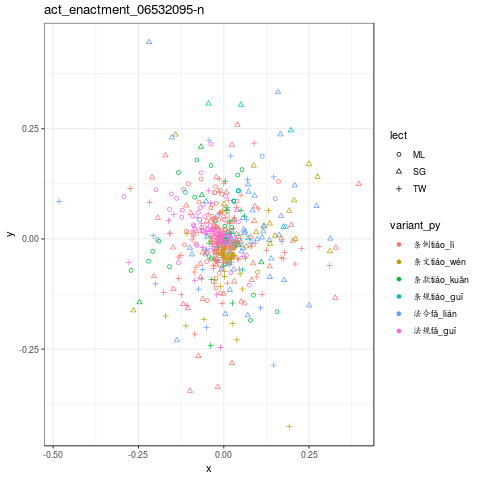 act_enactment_06532095-n
y
0.25
0.00
-0.25
-0.50
-0.25
0.00
0.25
x
lect
ML
SG
TW
variant_py
条例tiáo_lì
条文tiáo_wén
条款tiáo_kuǎn
条规tiáo_guī
法令fǎ_lián
法规fǎ_guī